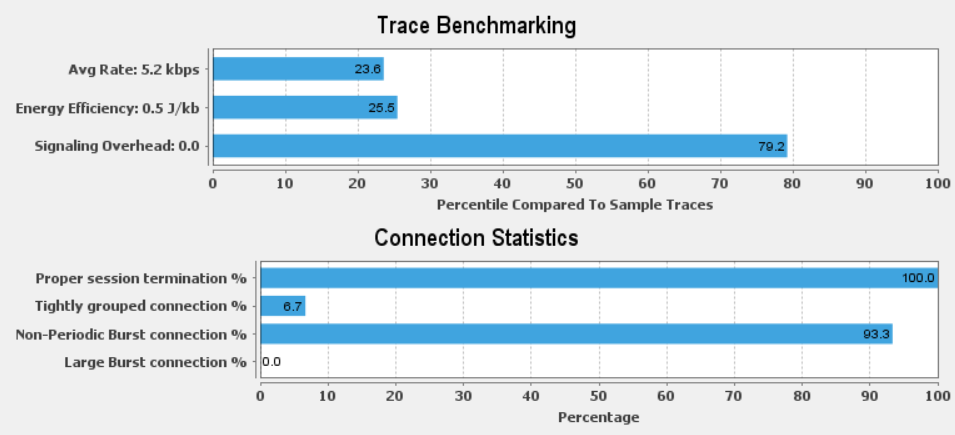 Trace Benchmarking
Avg Rate: 5.2 kbps
23.6
Energy Efficiency: 0.5 J/kb
25.5
Signaling Overhead: 0.0
79.2
0 10 20 30 40 50 60 70 80 90 100
Percentile Compared To Sample Traces
Connection Statistics
Proper session termination %
100.0
Tightly grouped connection %
6.7
Non-Periodic Burst connection %
93.3
Large Burst connection %
0.0
0 10 20 30 40 50 60 70 80 90 100
Percentage